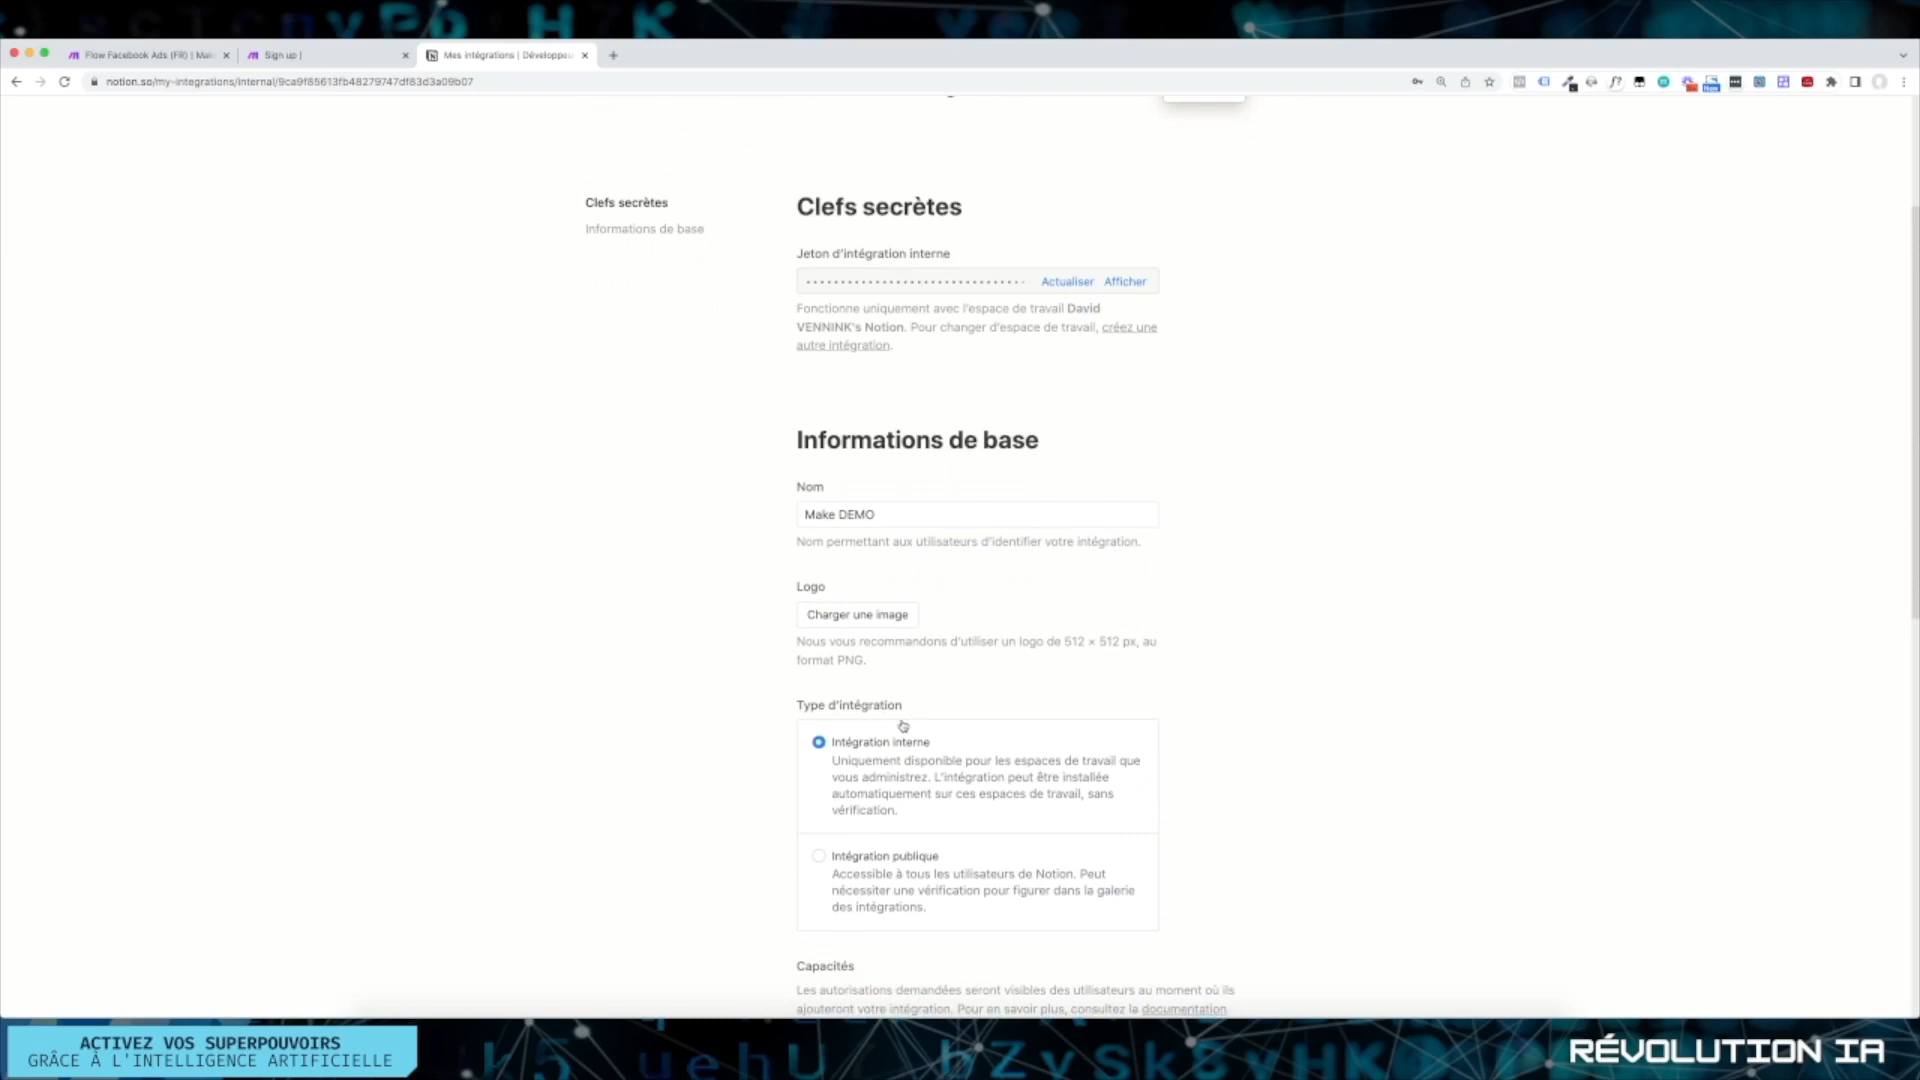 Flow Facebook Ads (FR) | Mak
Sign up |
Mes intégrations | Développeu
notion.so/my-integrations/internal/9ca9f85613fb48279747df83d3a09b07
Clefs secrètes
Informations de base
Clefs secrètes
Jeton d'intégration interne
Actualiser
Afficher
Fonctionne uniquement avec l'espace de travail David
VENNINK's Notion. Pour changer d'espace de travail, créez une
autre intégration.
Informations de base
Nom
Make DEMO
Nom permettant aux utilisateurs d'identifier votre intégration.
Logo
Charger une image
Nous vous recommandons d'utiliser un logo de 512 × 512 px, au
format PNG.
Type d'intégration
Intégration interne
Uniquement disponible pour les espaces de travail que
vous administrez. L'intégration peut être installée
automatiquement sur ces espaces de travail, sans
vérification.
Intégration publique
Accessible à tous les utilisateurs de Notion. Peut
nécessiter une vérification pour figurer dans la galerie
des intégrations.
Capacités
Les autorisations demandées seront visibles des utilisateurs au moment où ils
ajouteront votre intégration. Pour en savoir plus, consultez la documentation
ACTIVEZ VOS SUPERPOUVOIRS
GRÂCE À L'INTELLIGENCE ARTIFICIELLE
RÉVOLUTION IA